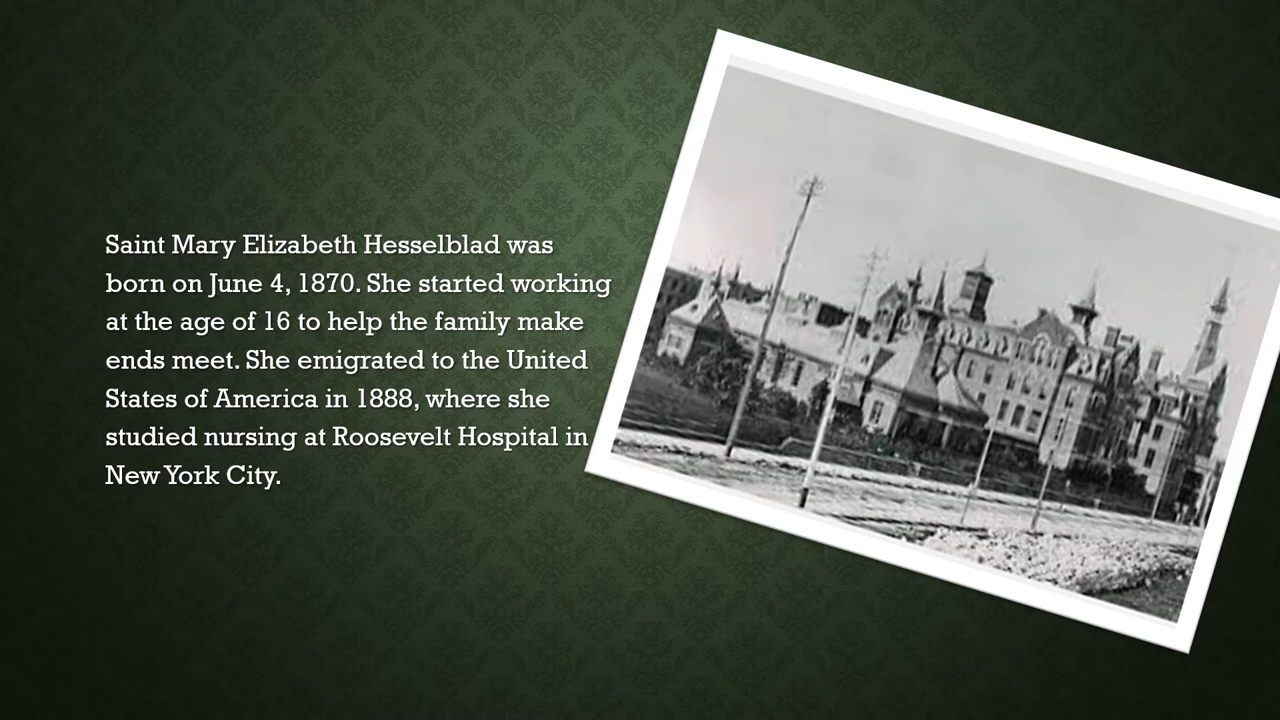 Saint Mary Elizabeth Hesselblad was
born on June 4, 1870. She started working
at the age of 16 to help the family make
ends meet. She emigrated to the United
States of America in 1888, where she
studied nursing at Roosevelt Hospital in
New York City.